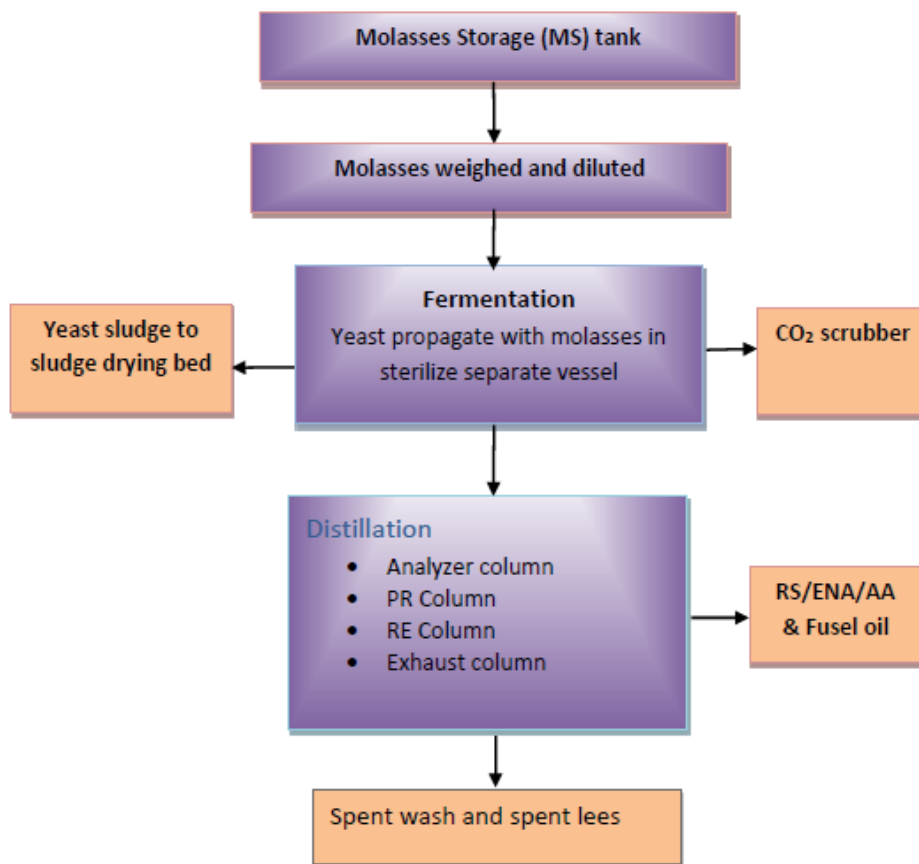 Molasses Storage (MS) tank
Molasses weighed and diluted
Fermentation
Yeast propagate with molasses in
sterilize separate vessel
Yeast sludge to
sludge drying bed
CO₂ scrubber
Distillation
• Analyzer column
• PR Column
• RE Column
• Exhaust column
RS/ENA/AA
& Fusel oil
Spent wash and spent lees